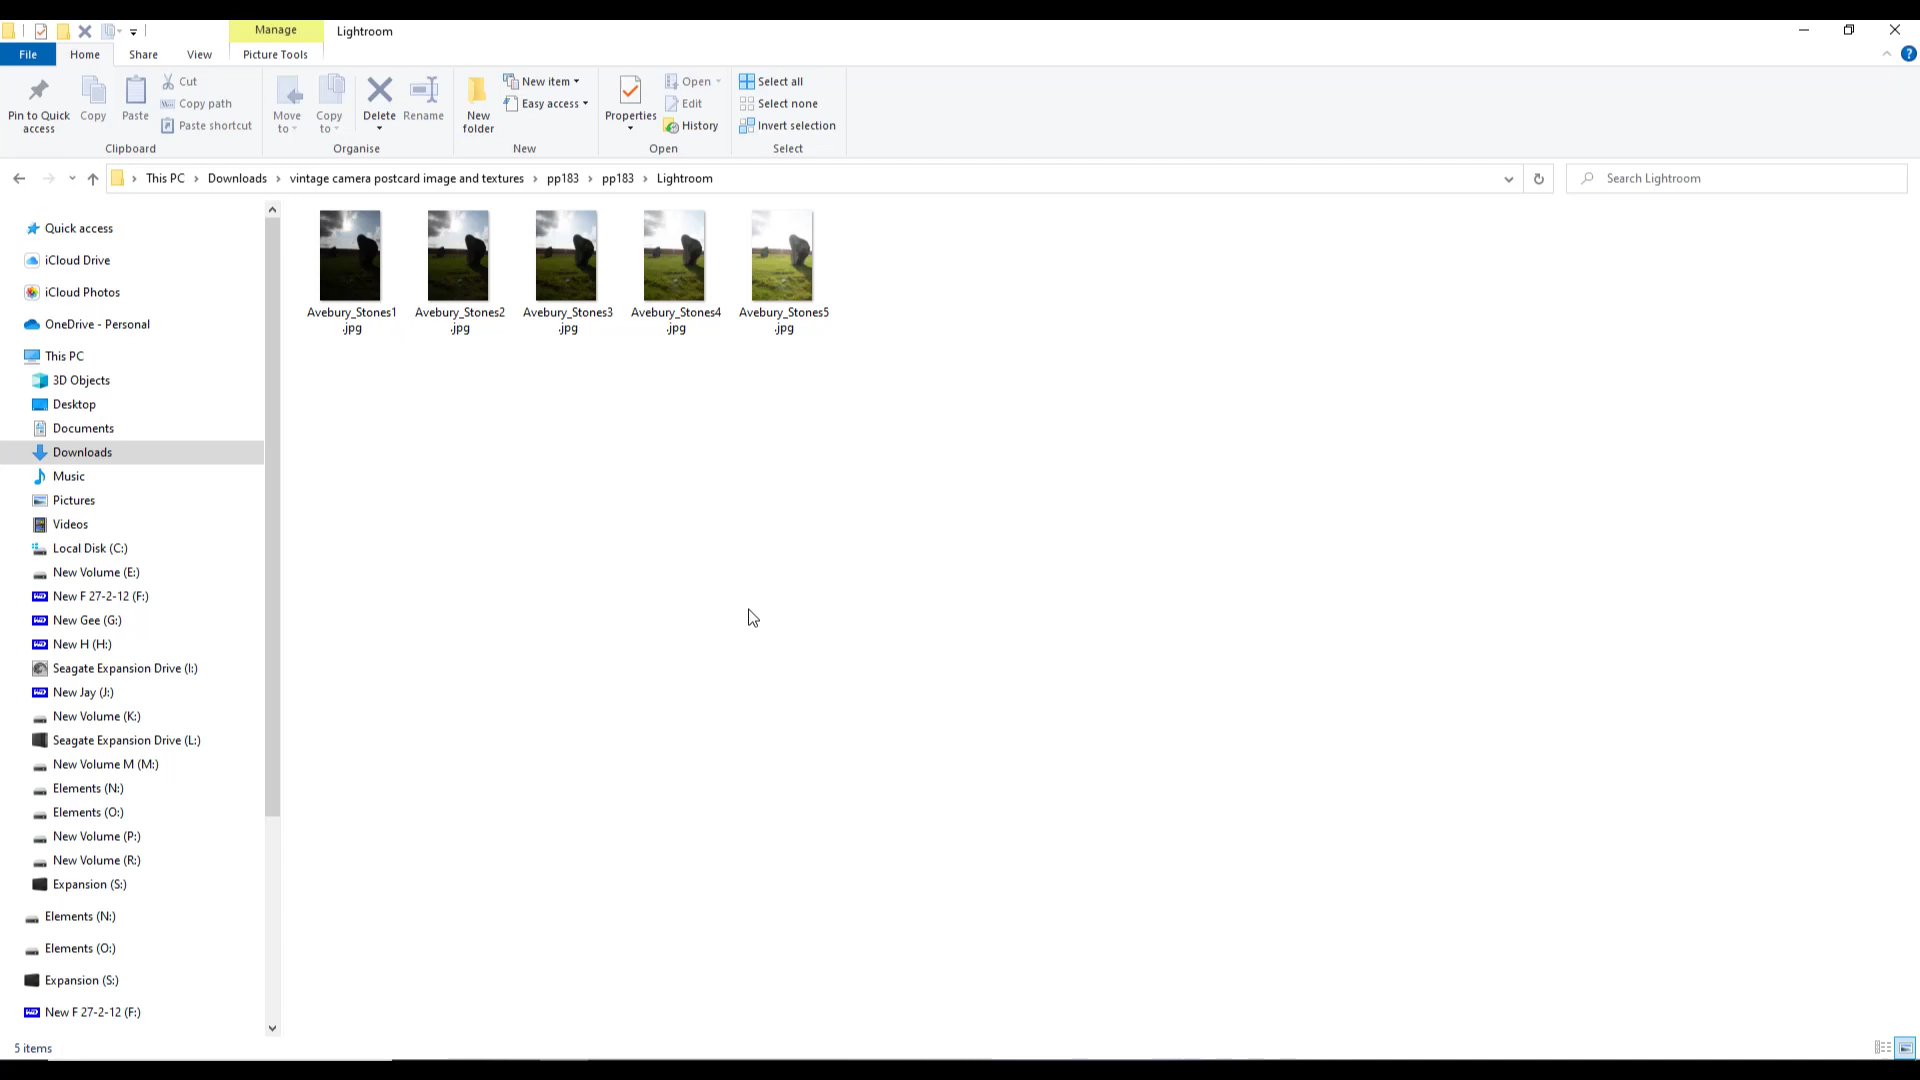 Manage
Lightroom
File
Home
Share
View
Picture Tools
Pin to Quick
access
Copy
Paste
Cut
Copy path
Paste shortcut
Clipboard
Move
to
Copy
to
Delete
Rename
Organise
New
folder
New item
Easy access
New
Properties
Open
Edit
History
Open
Select all
Select none
Invert selection
Select
This PC
Downloads
vintage camera postcard image and textures
pp183
pp183
Lightroom
Search Lightroom
Quick access
iCloud Drive
iCloud Photos
OneDrive - Personal
This PC
3D Objects
Desktop
Documents
Downloads
Music
Pictures
Videos
Local Disk (C:)
New Volume (E:)
New F 27-2-12 (F:)
New Gee (G:)
New H (H:)
Seagate Expansion Drive (I:)
New Jay (J:)
New Volume (K:)
Seagate Expansion Drive (L:)
New Volume M (M:)
Elements (N:)
Elements (O:)
New Volume (P:)
New Volume (R:)
Expansion (S:)
Elements (N:)
Elements (O:)
Expansion (S:)
New F 27-2-12 (F:)
Avebury_Stones1
.jpg
Avebury_Stones2
.jpg
Avebury_Stones3
.jpg
Avebury_Stones4
.jpg
Avebury_Stones5
.jpg
5 items